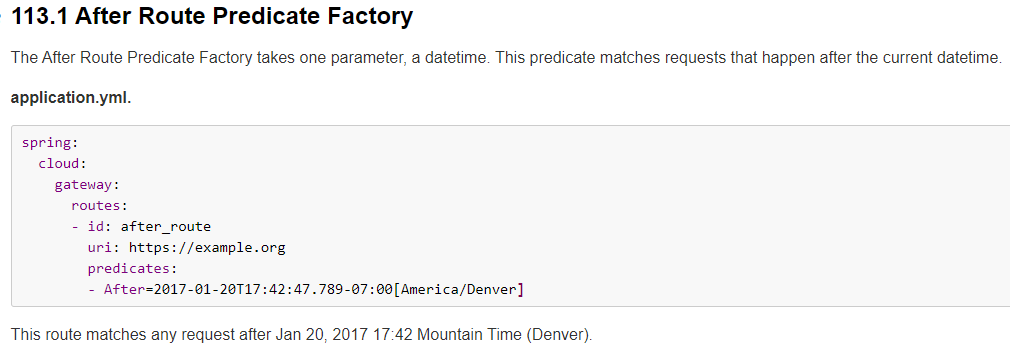 113.1 After Route Predicate Factory
The After Route Predicate Factory takes one parameter, a datetime. This predicate matches requests that happen after the current datetime.
application.yml.
spring:
  cloud:
    gateway:
      routes:
      - id: after_route
        uri: https://example.org
        predicates:
        - After=2017-01-20T17:42:47.789-07:00[America/Denver]
This route matches any request after Jan 20, 2017 17:42 Mountain Time (Denver).